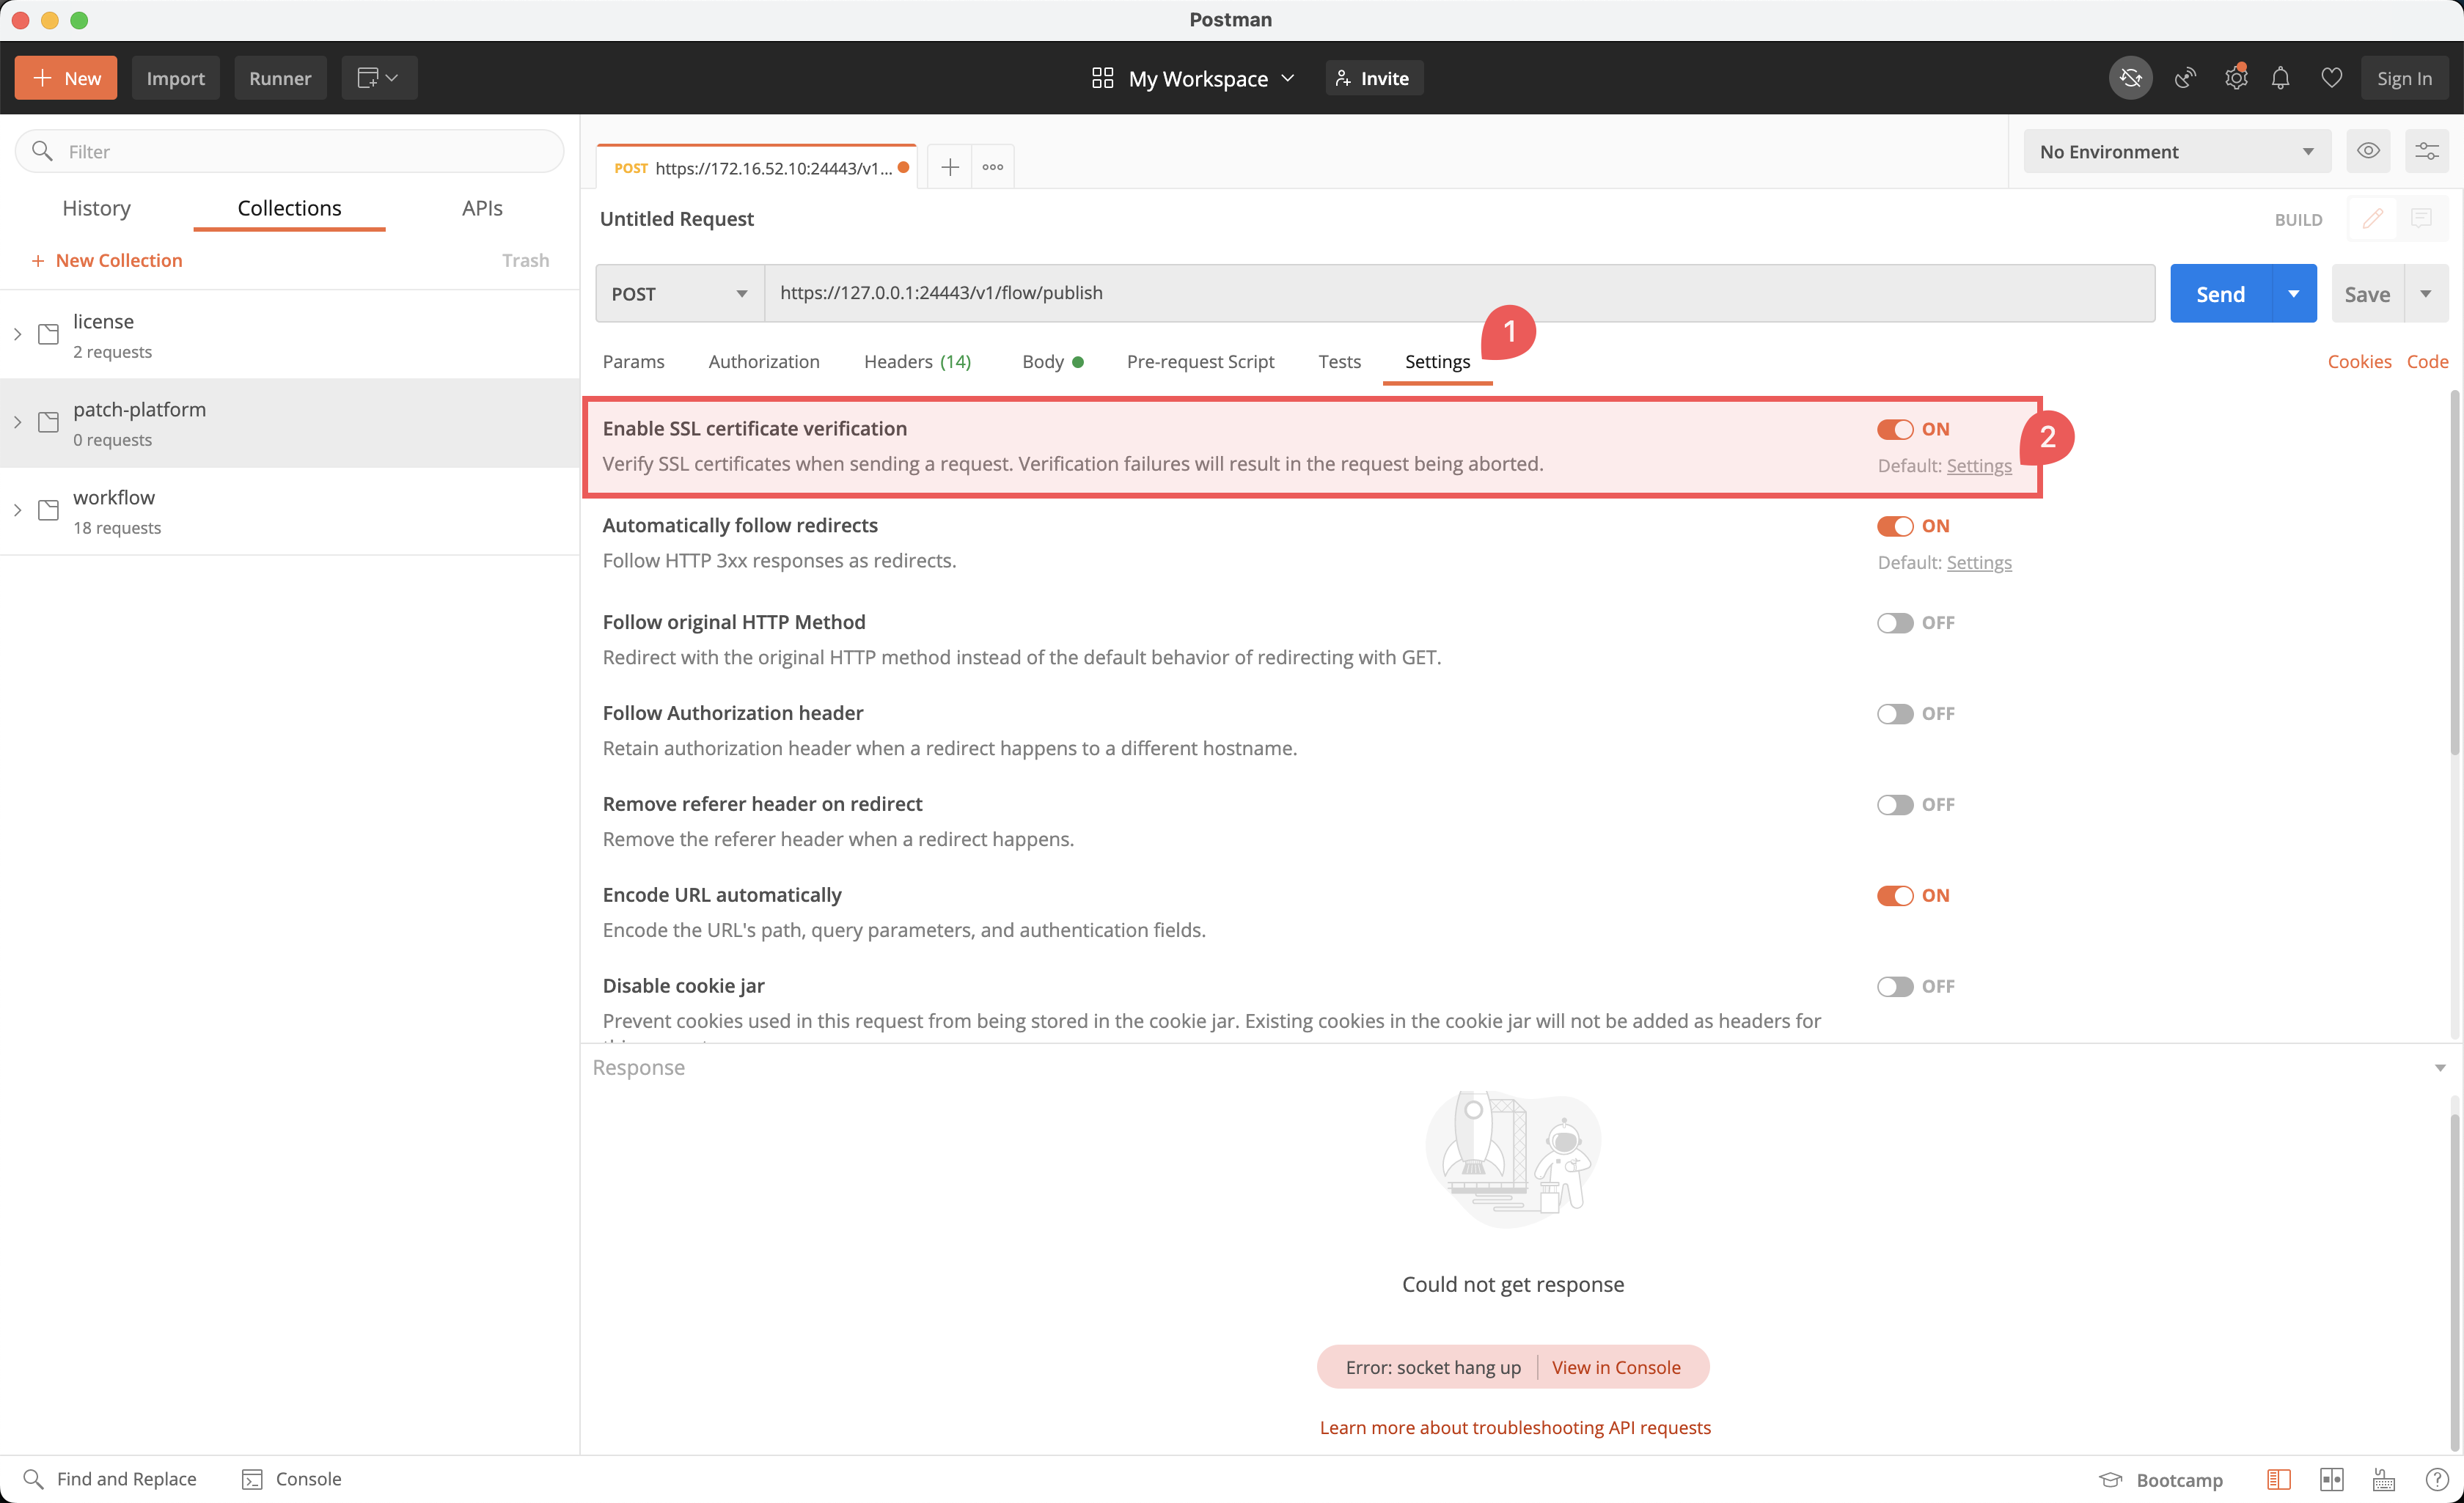 Postman
New
Import
Runner
My Workspace
Invite
Sign In
Filter
History
Collections
APIs
+ New Collection
Trash
license
2 requests
patch-platform
0 requests
workflow
18 requests
POST https://172.16.52.10:24443/v1...
No Environment
Untitled Request
BUILD
POST
https://127.0.0.1:24443/v1/flow/publish
Send
Save
1
Params
Authorization
Headers (14)
Body
Pre-request Script
Tests
Settings
Cookies
Code
Enable SSL certificate verification
ON
2
Verify SSL certificates when sending a request. Verification failures will result in the request being aborted.
Default: Settings
Automatically follow redirects
ON
Follow HTTP 3xx responses as redirects.
Default: Settings
Follow original HTTP Method
OFF
Redirect with the original HTTP method instead of the default behavior of redirecting with GET.
Follow Authorization header
OFF
Retain authorization header when a redirect happens to a different hostname.
Remove referer header on redirect
OFF
Remove the referer header when a redirect happens.
Encode URL automatically
ON
Encode the URL's path, query parameters, and authentication fields.
Disable cookie jar
OFF
Prevent cookies used in this request from being stored in the cookie jar. Existing cookies in the cookie jar will not be added as headers for
Response
Could not get response
Error: socket hang up
View in Console
Learn more about troubleshooting API requests
Find and Replace
Console
Bootcamp